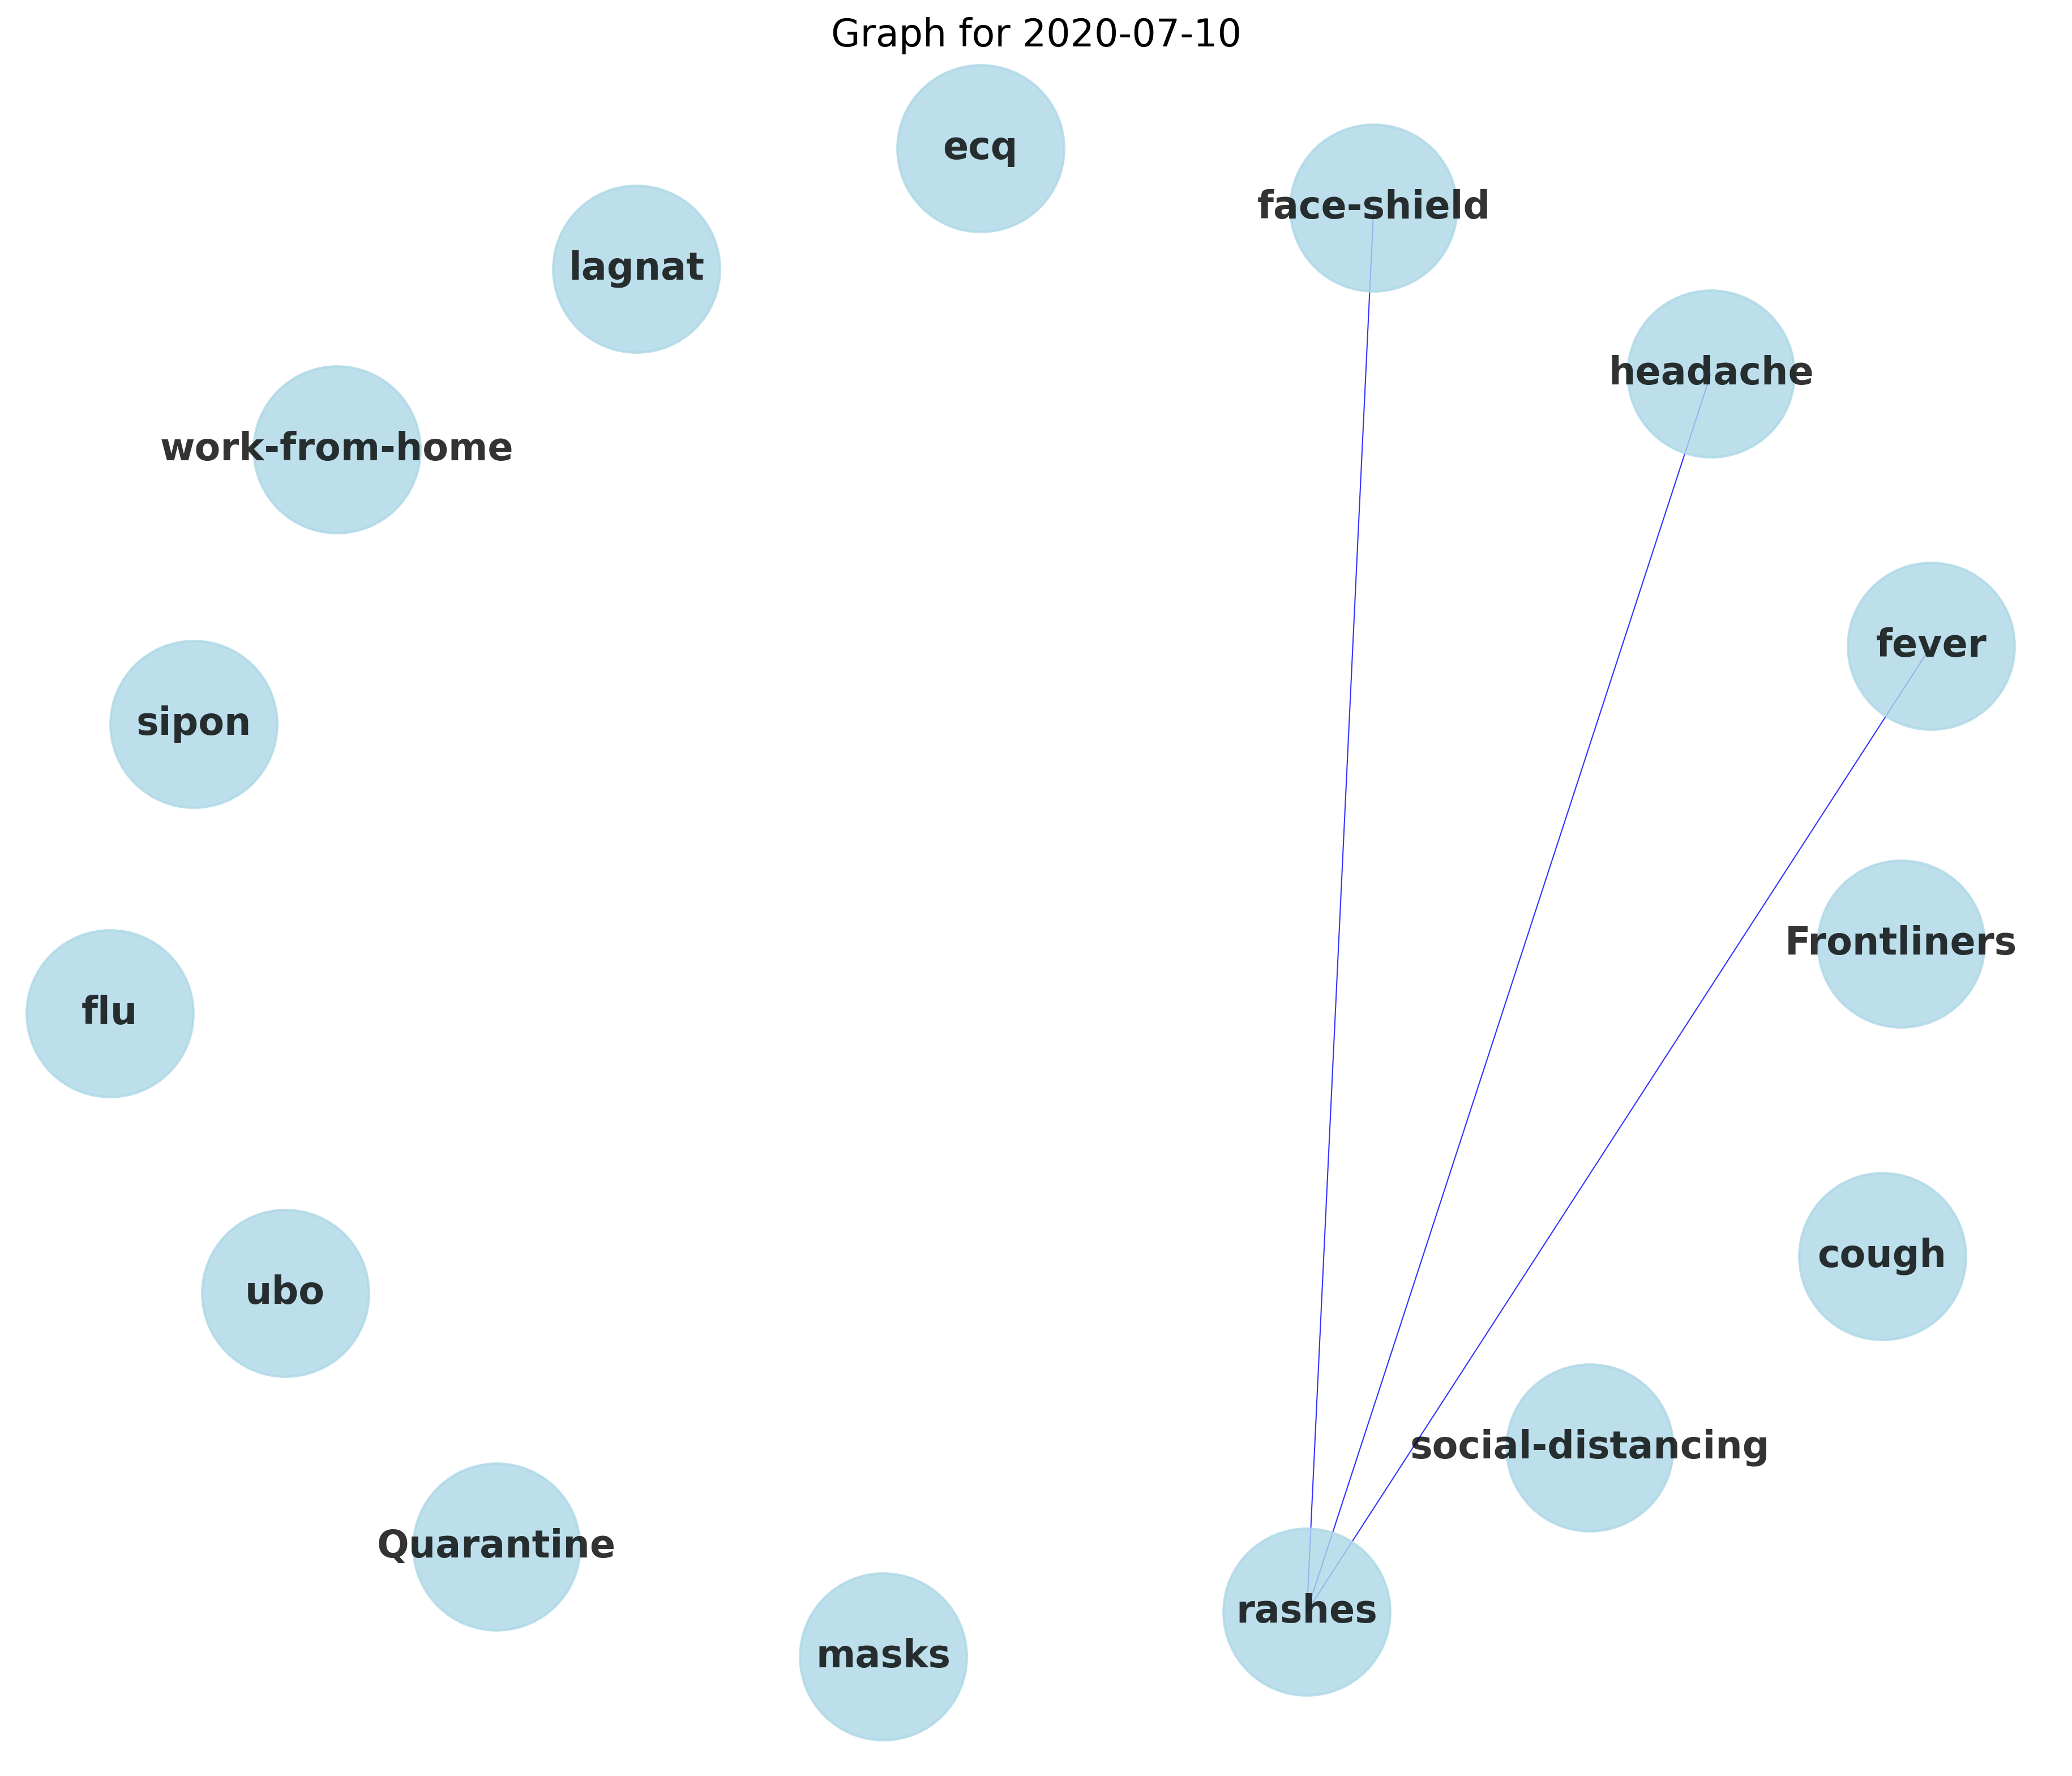 Graph for 2020-07-10
ecq
face-shield
lagnat
headache
work-from-home
fever
sipon
Frontliners
flu
cough
ubo
social-distancing
Quarantine
rashes
masks